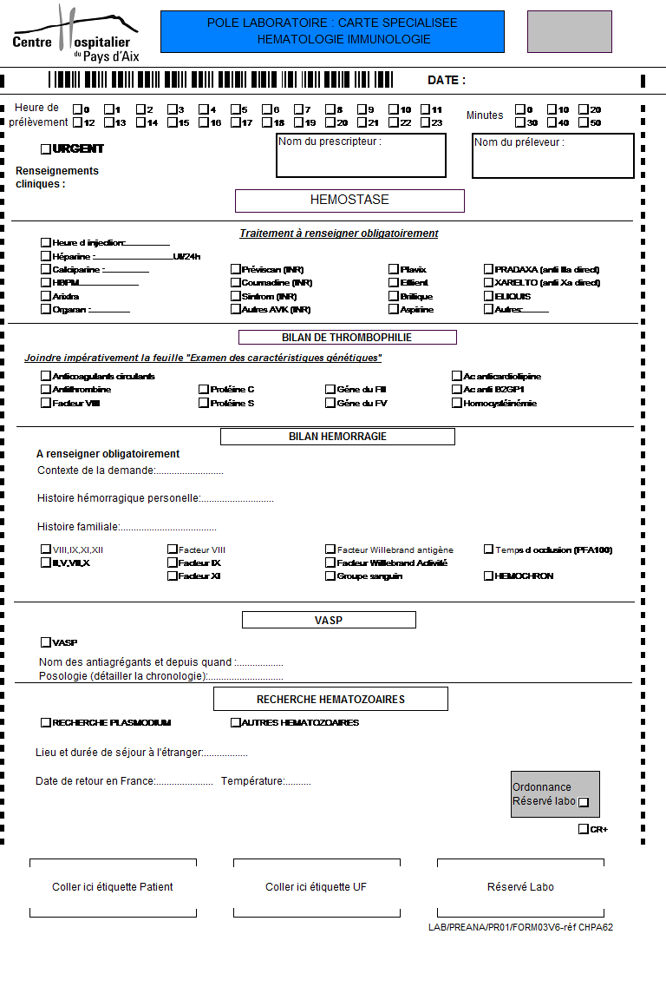 Centre Hospitalier
du Pays d'Aix
POLE LABORATOIRE : CARTE SPECIALISEE
HEMATOLOGIE IMMUNOLOGIE
DATE :
Heure de prélèvement
0 1 2 3 4 5 6 7 8 9 10 11
12 13 14 15 16 17 18 19 20 21 22 23
Minutes
0 10 20
30 40 50
URGENT
Nom du prescripteur :
Nom du préleveur :
Renseignements
cliniques :
HEMOSTASE
Traitement à renseigner obligatoirement
Heure d injection:
Héparine : UI/24h
Calciparine : Préviscan (INR) Plavix PRADAXA (anti IIa direct)
HBPM Coumadine (INR) Effient XARELTO (anti Xa direct)
Arixtra Sintrom (INR) Brilique ELIQUIS
Orgaran : Autres AVK (INR) Aspirine Autres:
BILAN DE THROMBOPHILIE
Joindre impérativement la feuille "Examen des caractéristiques génétiques"
Anticoagulants circulants Ac anticardiolipine
Antithrombine Protéine C Géne du FII Ac anti B2GP1
Facteur VIII Protéine S Géne du FV Homocystéinémie
BILAN HEMORRAGIE
A renseigner obligatoirement
Contexte de la demande:..........................
Histoire hémorragique personelle:............................
Histoire familiale:.....................................
VIII,IX,XI,XII Facteur VIII Facteur Willebrand antigène Temps d occlusion (PFA100)
II,V,VII,X Facteur IX Facteur Willebrand Activité
Facteur XI Groupe sanguin HEMOCHRON
VASP
VASP
Nom des antiagrégants et depuis quand :..................
Posologie (détailler la chronologie):.............................
RECHERCHE HEMATOZOAIRES
RECHERCHE PLASMODIUM AUTRES HEMATOZOAIRES
Lieu et durée de séjour à l'étranger:.................
Date de retour en France:...................... Température:..........
Ordonnance
Réservé labo
CR+
Coller ici étiquette Patient Coller ici étiquette UF Réservé Labo
LAB/PREANA/PR01/FORM03V6-réf CHPA62